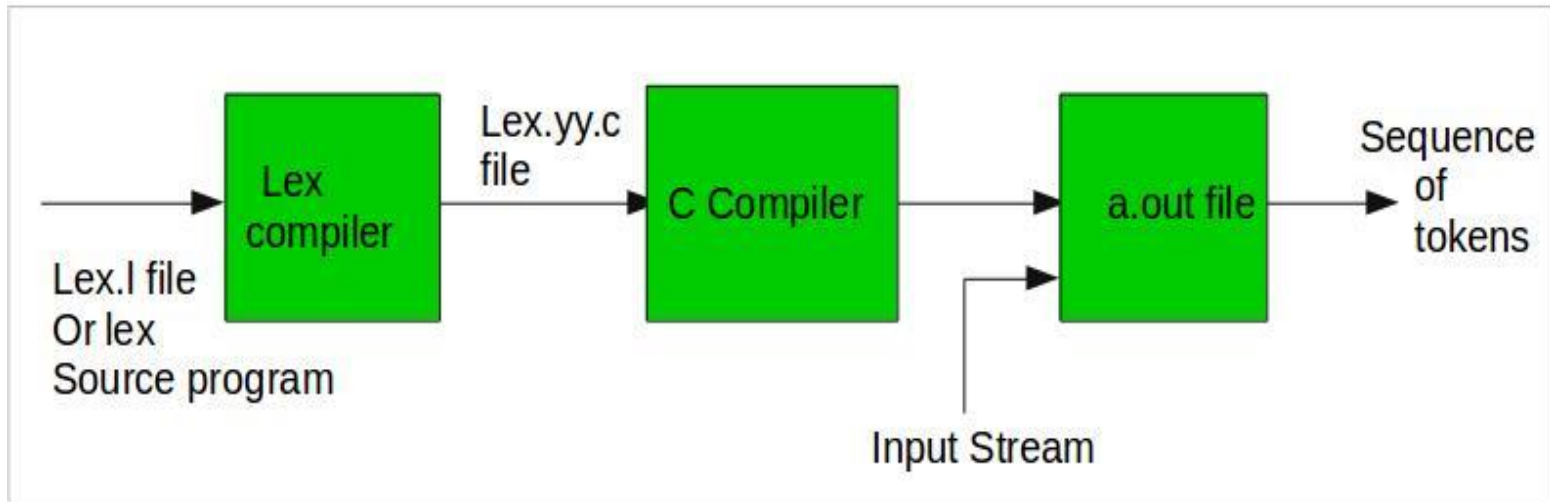 Lex.l file
Or lex
Source program
Lex
compiler
Lex.yy.c
file
C Compiler
a.out file
Input Stream
Sequence
of
tokens